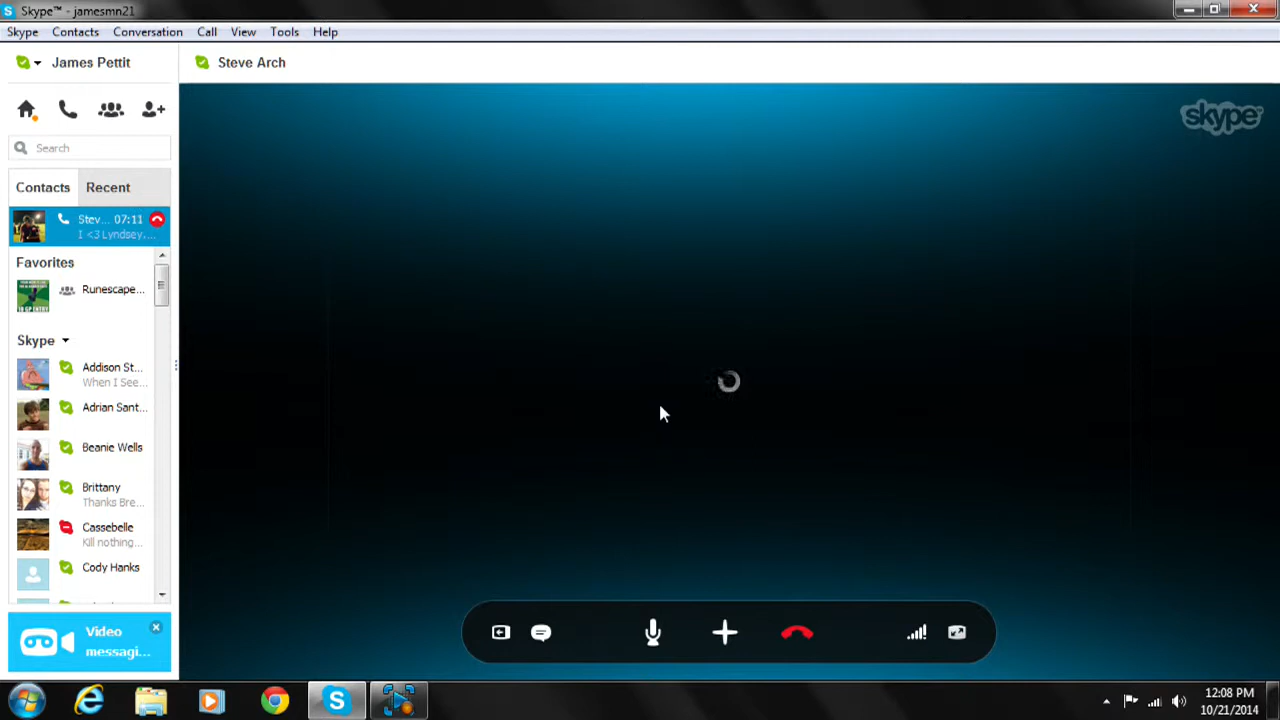 Skype™ - jamesmn21
Skype Contacts Conversation Call View Tools Help
James Pettit
Steve Arch
skype
Search
Contacts Recent
Stev... 07:11
I <3 Lyndsey,...
Favorites
Runescape...
Skype
Addison St...
When I See...
Adrian Sant...
Beanie Wells
Brittany
Thanks Bre...
Cassebelle
Kill nothing...
Cody Hanks
Video
messagi...
12:08 PM
10/21/2014